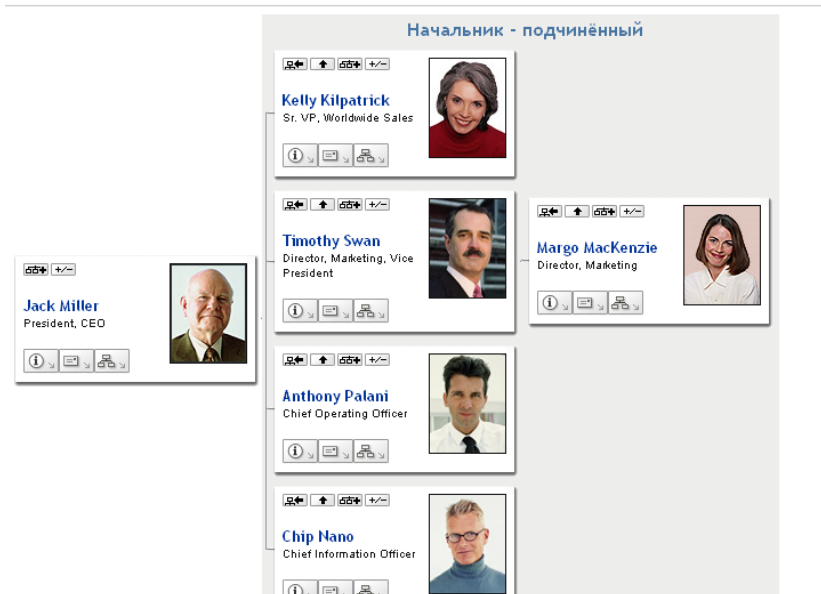 Начальник - подчинённый
+/−
Kelly Kilpatrick
Sr. VP, Worldwide Sales
+/−
Timothy Swan
Director, Marketing, Vice
President
+/−
Margo MacKenzie
Director, Marketing
+/−
Jack Miller
President, CEO
+/−
Anthony Palani
Chief Operating Officer
+/−
Chip Nano
Chief Information Officer